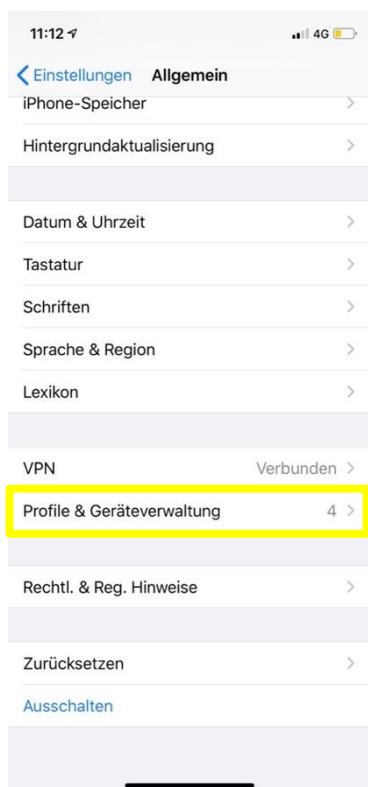 11:12
4G
Einstellungen Allgemein
iPhone-Speicher
Hintergrundaktualisierung
Datum & Uhrzeit
Tastatur
Schriften
Sprache & Region
Lexikon
VPN Verbunden
Profile & Geräteverwaltung 4
Rechtl. & Reg. Hinweise
Zurücksetzen
Ausschalten